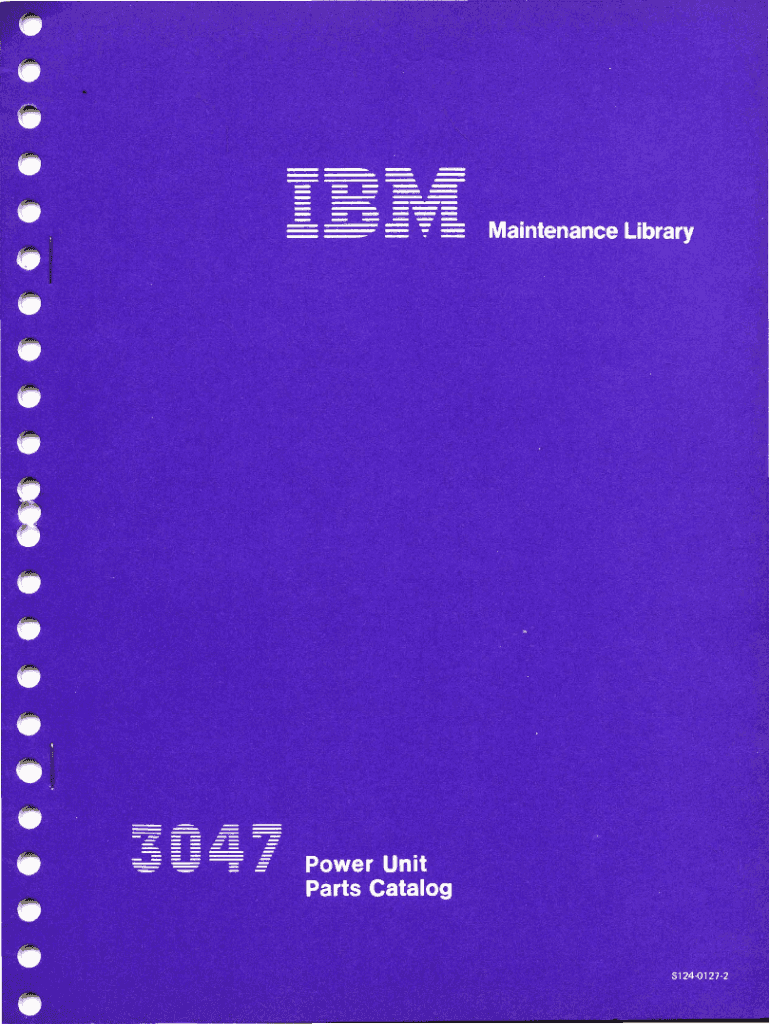 IBM Maintenance Library
3047 Power Unit
Parts Catalog
S124-0127-2